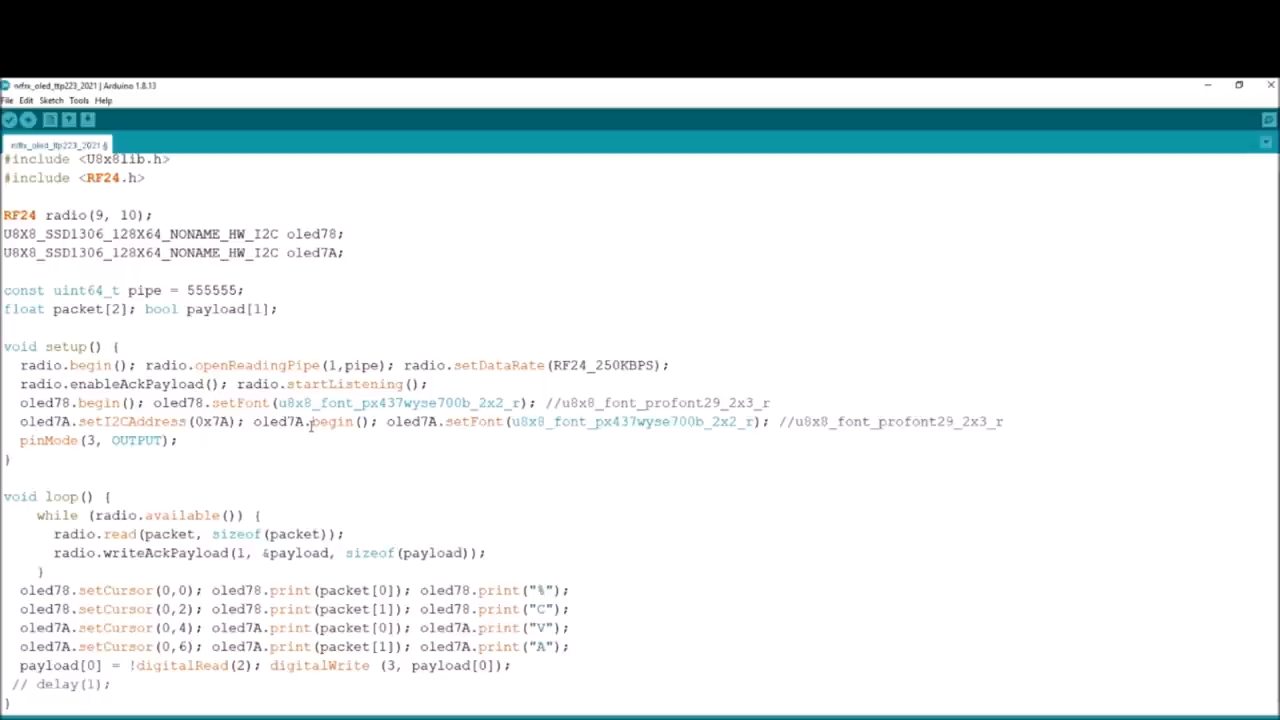 nrfrx_oled_ttp223_2021 | Arduino 1.8.13
File Edit Sketch Tools Help
nrfrx_oled_ttp223_2021 §
#include <U8x8lib.h>
#include <RF24.h>
RF24 radio(9, 10);
U8X8_SSD1306_128X64_NONAME_HW_I2C oled78;
U8X8_SSD1306_128X64_NONAME_HW_I2C oled7A;
const uint64_t pipe = 555555;
float packet[2]; bool payload[1];
void setup() {
radio.begin(); radio.openReadingPipe(1,pipe); radio.setDataRate(RF24_250KBPS);
radio.enableAckPayload(); radio.startListening();
oled78.begin(); oled78.setFont(u8x8_font_px437wyse700b_2x2_r); //u8x8_font_profont29_2x3_r
oled7A.setI2CAddress(0x7A); oled7A.begin(); oled7A.setFont(u8x8_font_px437wyse700b_2x2_r); //u8x8_font_profont29_2x3_r
pinMode(3, OUTPUT);
}
void loop() {
while (radio.available()) {
radio.read(packet, sizeof(packet));
radio.writeAckPayload(1, &payload, sizeof(payload));
}
oled78.setCursor(0,0); oled78.print(packet[0]); oled78.print("%");
oled78.setCursor(0,2); oled78.print(packet[1]); oled78.print("C");
oled7A.setCursor(0,4); oled7A.print(packet[0]); oled7A.print("V");
oled7A.setCursor(0,6); oled7A.print(packet[1]); oled7A.print("A");
payload[0] = !digitalRead(2); digitalWrite (3, payload[0]);
// delay(1);
}